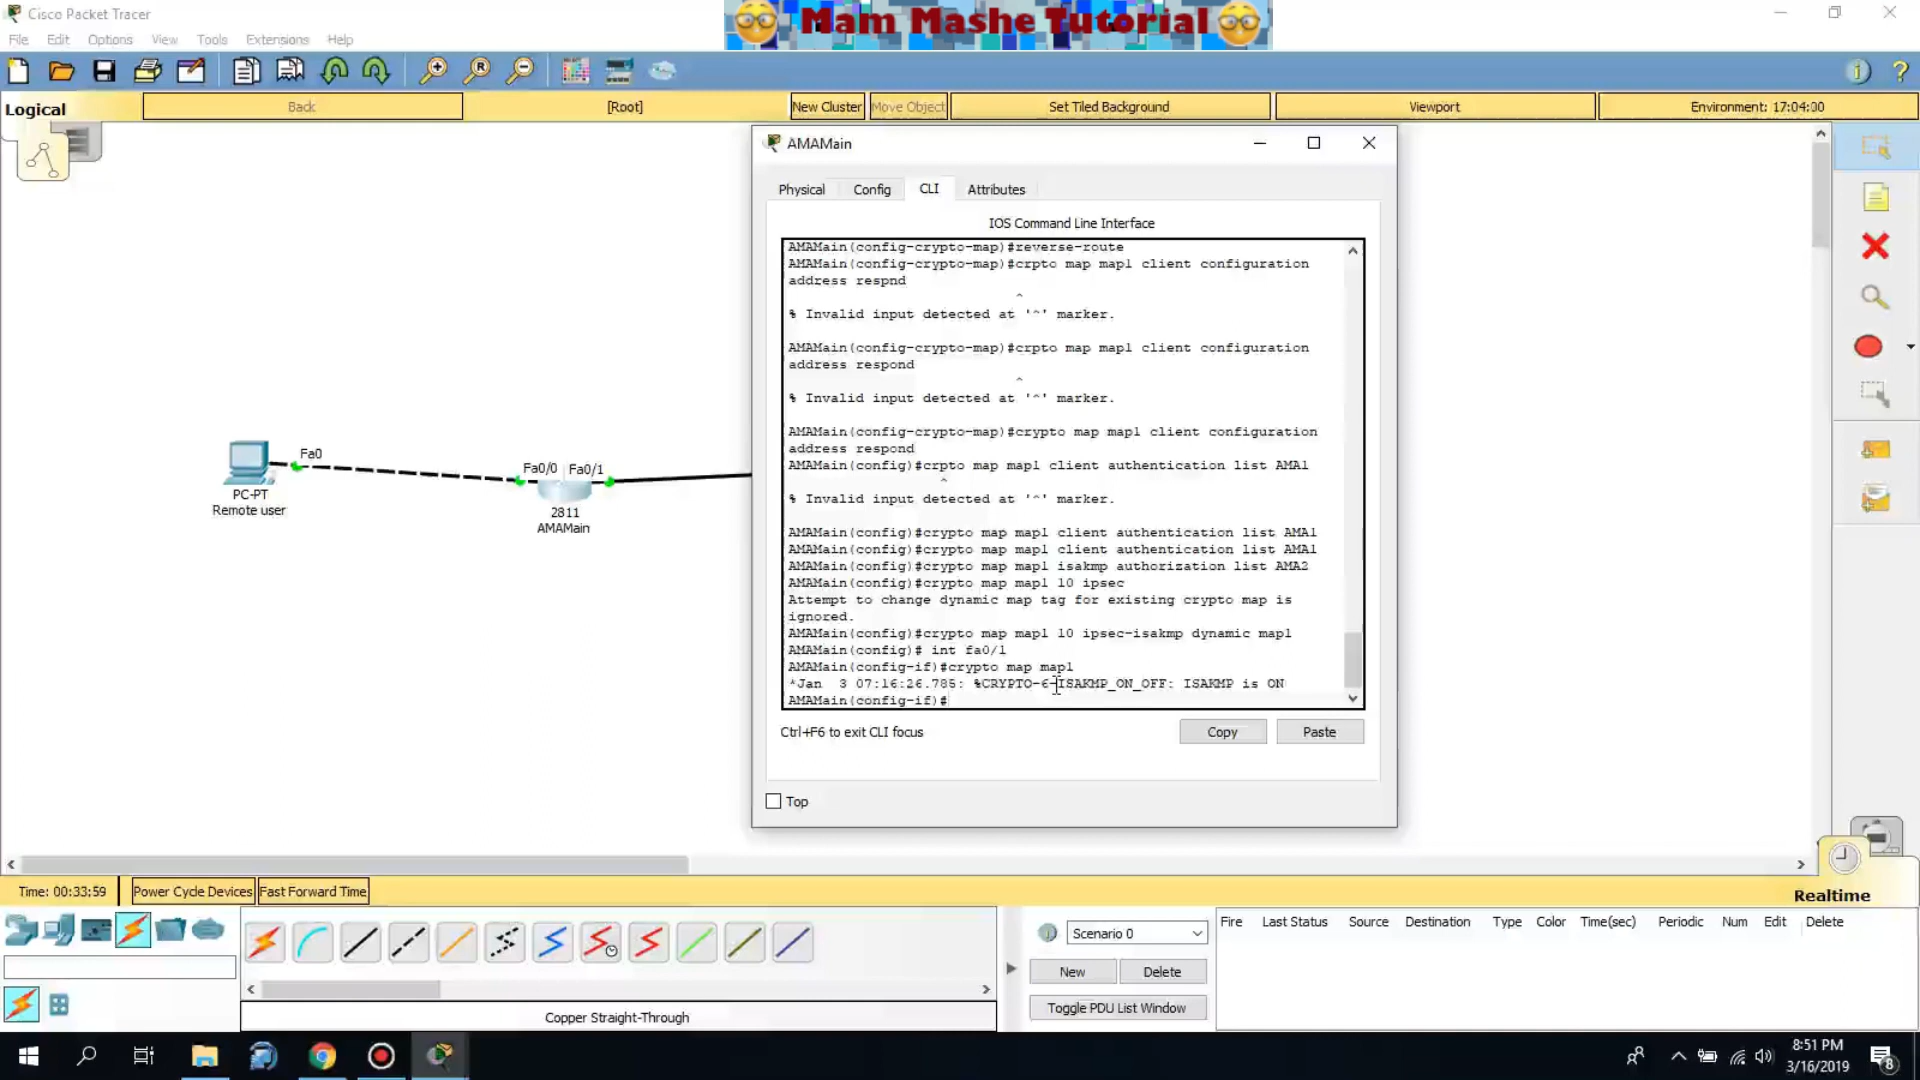 Cisco Packet Tracer
Mam Mashe Tutorial
File Edit Options View Tools Extensions Help
Logical Back [Root] New Cluster Move Object Set Tiled Background Viewport Environment: 17:04:00
AMAMain
Physical Config CLI Attributes
IOS Command Line Interface
AMAMain(config-crypto-map)#reverse-route
AMAMain(config-crypto-map)#crpto map map1 client configuration
address respnd
^
% Invalid input detected at '^' marker.
AMAMain(config-crypto-map)#crpto map map1 client configuration
address respond
^
% Invalid input detected at '^' marker.
AMAMain(config-crypto-map)#crypto map map1 client configuration
address respond
AMAMain(config)#crpto map map1 client authentication list AMA1
^
% Invalid input detected at '^' marker.
AMAMain(config)#crypto map map1 client authentication list AMA1
AMAMain(config)#crypto map map1 client authentication list AMA1
AMAMain(config)#crypto map map1 isakmp authorization list AMA2
AMAMain(config)#crypto map map1 10 ipsec
Attempt to change dynamic map tag for existing crypto map is
ignored.
AMAMain(config)#crypto map map1 10 ipsec-isakmp dynamic map1
AMAMain(config)# int fa0/1
AMAMain(config-if)#crypto map map1
*Jan 3 07:16:26.785: %CRYPTO-6-ISAKMP_ON_OFF: ISAKMP is ON
AMAMain(config-if)#
Ctrl+F6 to exit CLI focus
Copy Paste
Top
Fa0
PC-PT
Remote user
Fa0/0 Fa0/1
2811
AMAMain
Time: 00:33:59 Power Cycle Devices Fast Forward Time
Realtime
Scenario 0
New Delete
Toggle PDU List Window
Fire Last Status Source Destination Type Color Time(sec) Periodic Num Edit Delete
Copper Straight-Through
8:51 PM
3/16/2019
8